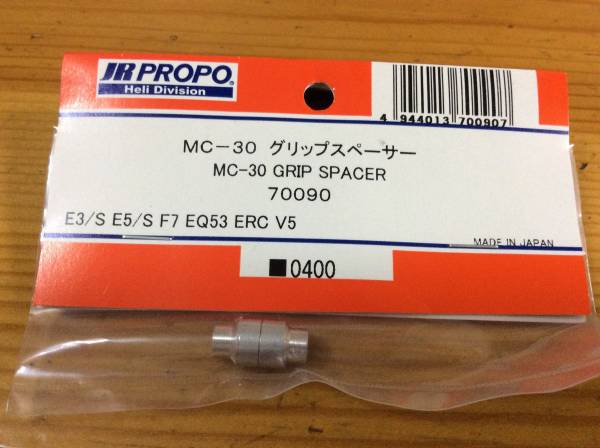 JR PROPO®
Heli Division
4 944013 700907
MC-30 グリップスペーサー
MC-30 GRIP SPACER
70090
E3/S E5/S F7 EQ53 ERC V5
MADE IN JAPAN
■0400